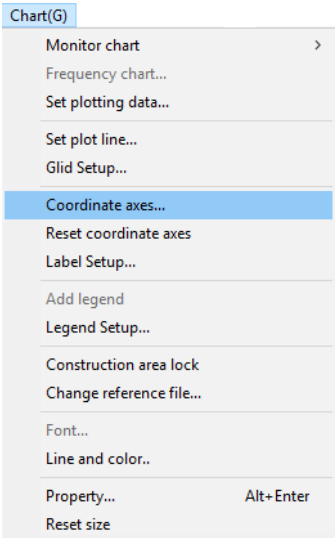 Chart(G)
Monitor chart >
Frequency chart...
Set plotting data...
Set plot line...
Glid Setup...
Coordinate axes...
Reset coordinate axes
Label Setup...
Add legend
Legend Setup...
Construction area lock
Change reference file...
Font...
Line and color..
Property... Alt+Enter
Reset size